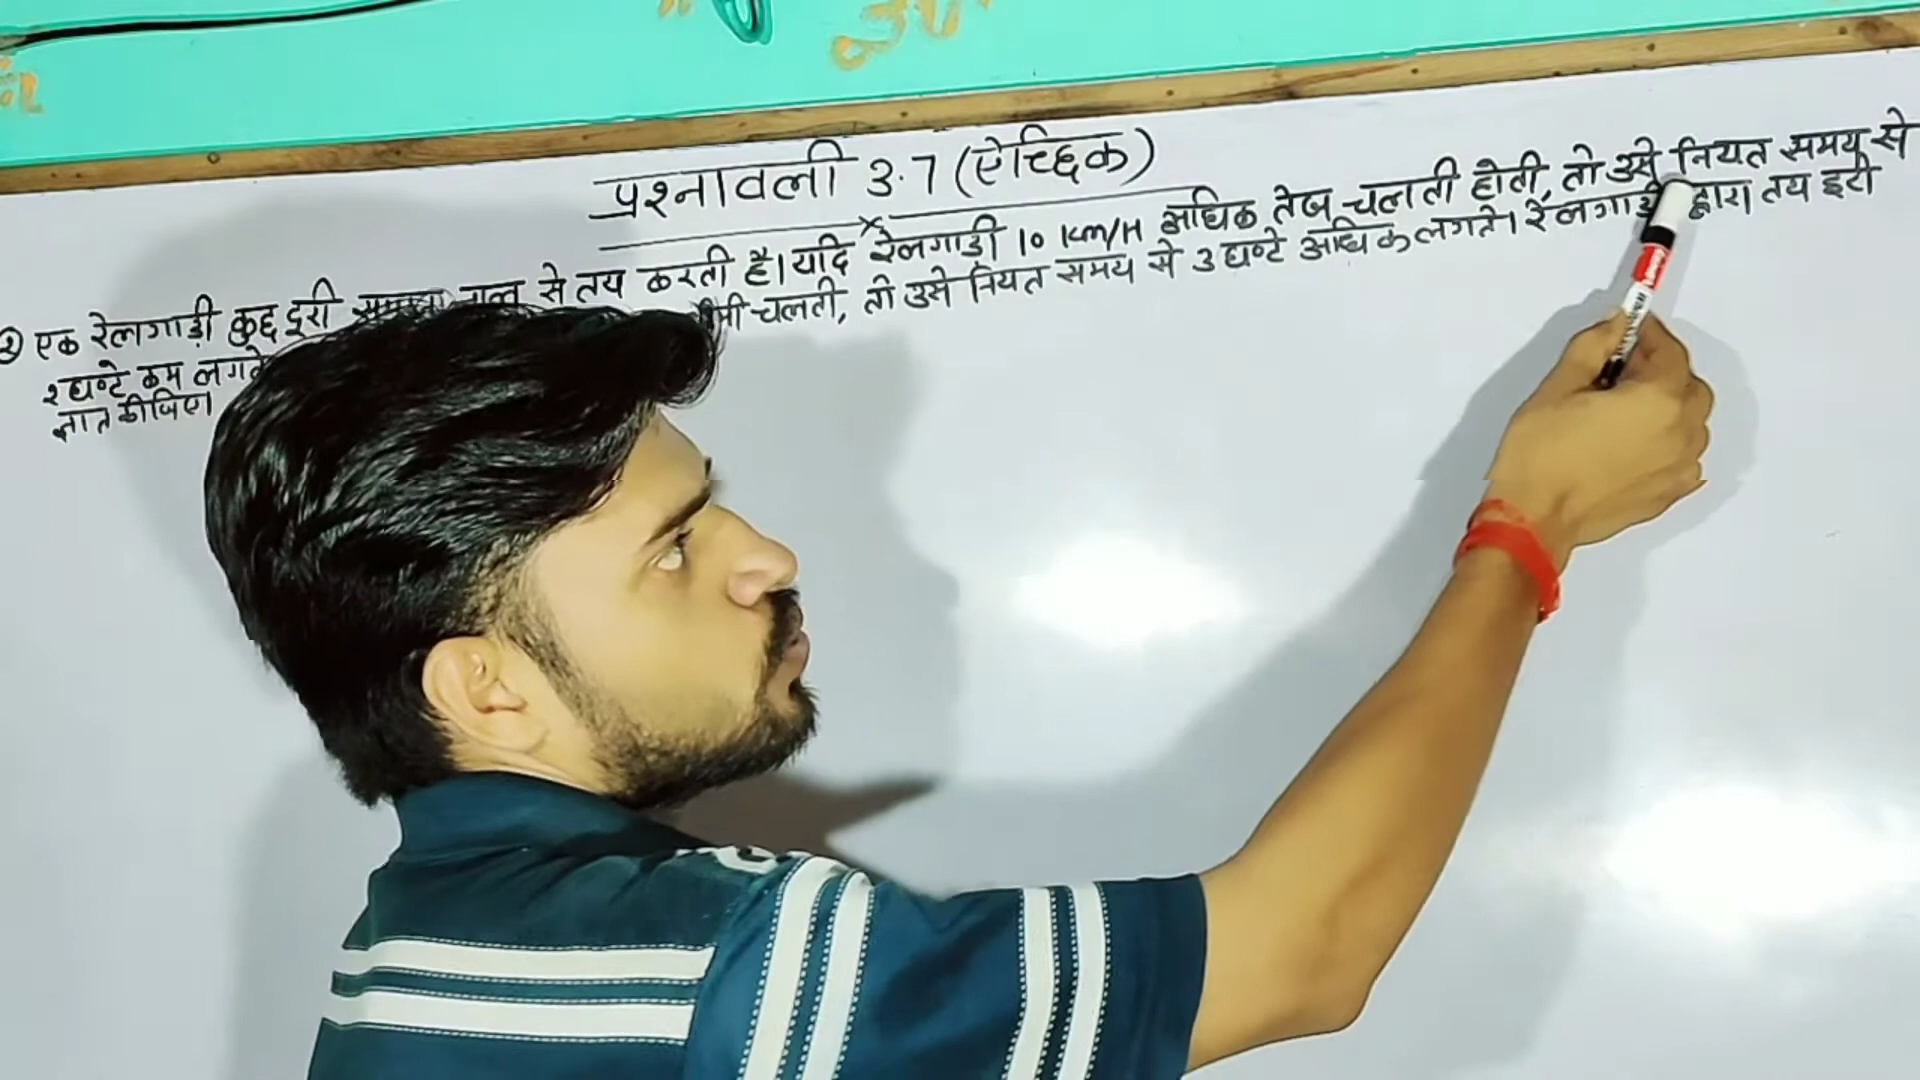 प्रश्नावली 3.7 (ऐच्छिक)
एक रेलगाड़ी कुछ दूरी समान चाल से तय करती है। यदि रेलगाड़ी 10 km/H अधिक तेज चलती होती, तो उसे नियत समय से
2 घण्टे कम लगते धीमी चलती, तो उसे नियत समय से 3 घण्टे अधिक लगते। रेलगाड़ी द्वारा तय दूरी
ज्ञात कीजिए।